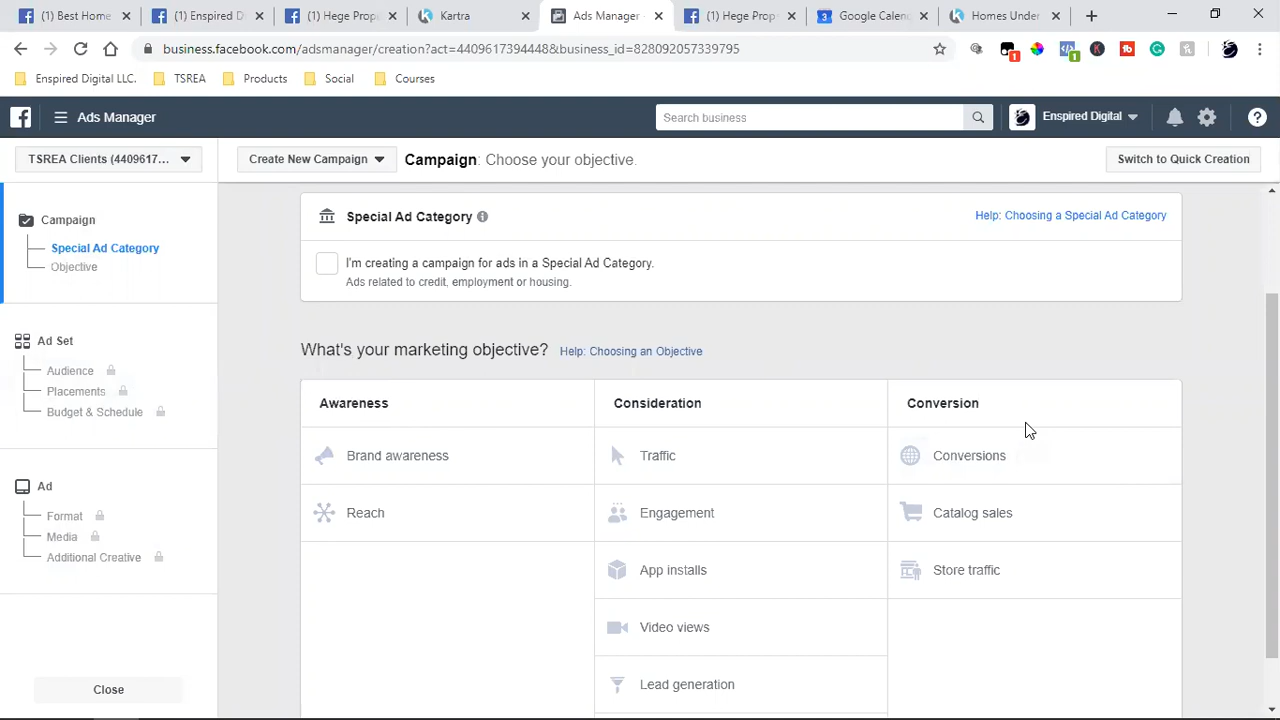 (1) Best Home
(1) Enspired D
(1) Hege Prop
Kartra
Ads Manager
(1) Hege Prop
Google Calen
Homes Under
business.facebook.com/adsmanager/creation?act=4409617394448&business_id=828092057339795
Enspired Digital LLC.
TSREA
Products
Social
Courses
Ads Manager
Search business
Enspired Digital
TSREA Clients (4409617...
Create New Campaign
Campaign: Choose your objective.
Switch to Quick Creation
Campaign
Special Ad Category
Objective
Ad Set
Audience
Placements
Budget & Schedule
Ad
Format
Media
Additional Creative
Close
Special Ad Category
Help: Choosing a Special Ad Category
I'm creating a campaign for ads in a Special Ad Category.
Ads related to credit, employment or housing.
What's your marketing objective? Help: Choosing an Objective
Awareness
Consideration
Conversion
Brand awareness
Traffic
Conversions
Reach
Engagement
Catalog sales
App installs
Store traffic
Video views
Lead generation